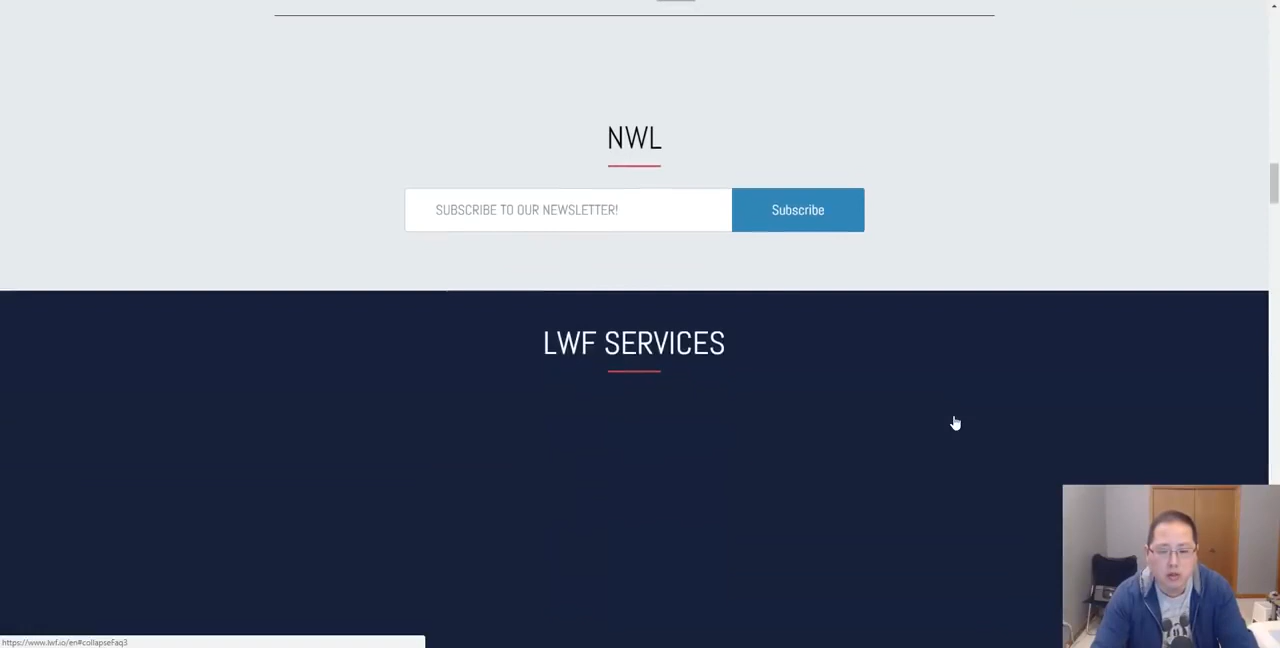 NWL
SUBSCRIBE TO OUR NEWSLETTER!
Subscribe
LWF SERVICES
https://www.lwf.io/en#collapseFaq3